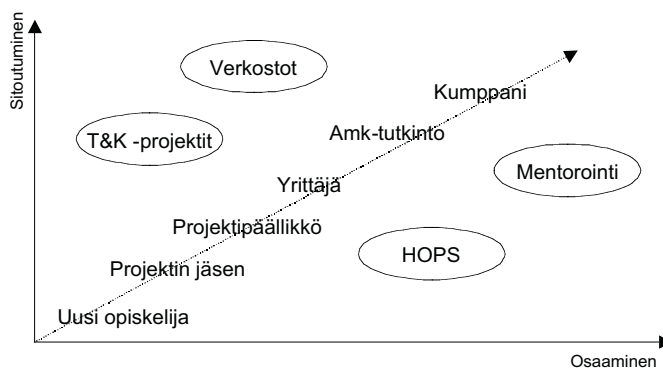 Sitoutuminen
Verkostot
Kumppani
T&K -projektit
Amk-tutkinto
Mentorointi
Yrittäjä
Projektipäällikkö
HOPS
Projektin jäsen
Uusi opiskelija
Osaaminen